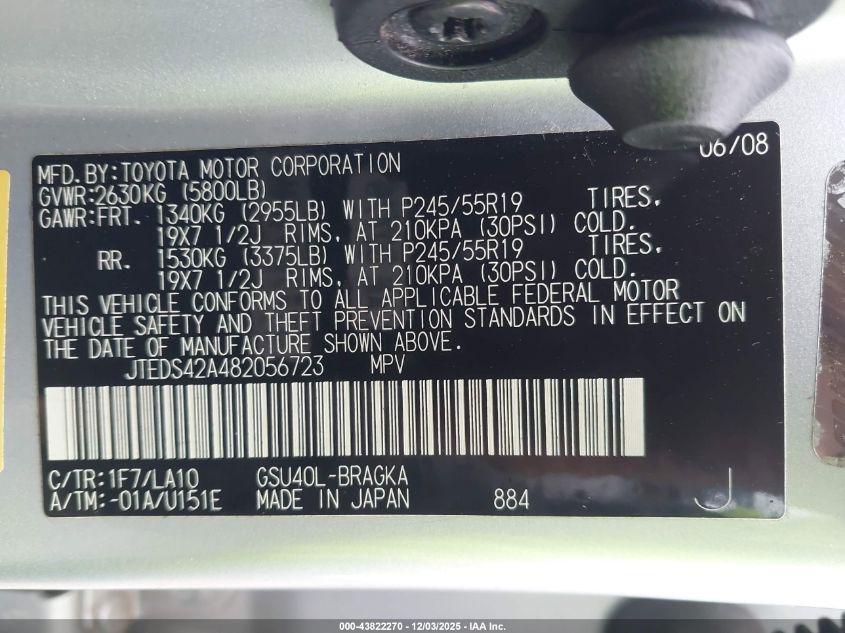 06/08
MFD.BY:TOYOTA MOTOR CORPORATION
GVWR:2630KG (5800LB)
GAWR:FRT. 1340KG (2955LB) WITH P245/55R19 TIRES,
19X7 1/2J RIMS, AT 210KPA (30PSI) COLD.
RR. 1530KG (3375LB) WITH P245/55R19 TIRES,
19X7 1/2J RIMS, AT 210KPA (30PSI) COLD.
THIS VEHICLE CONFORMS TO ALL APPLICABLE FEDERAL MOTOR
VEHICLE SAFETY AND THEFT PREVENTION STANDARDS IN EFFECT ON
THE DATE OF MANUFACTURE SHOWN ABOVE.
JTEDS42A482056723 MPV
C/TR:1F7/LA10 GSU40L-BRAGKA
A/TM:-01A/U151E MADE IN JAPAN 884 J
000-43822270 - 12/03/2025 - IAA Inc.